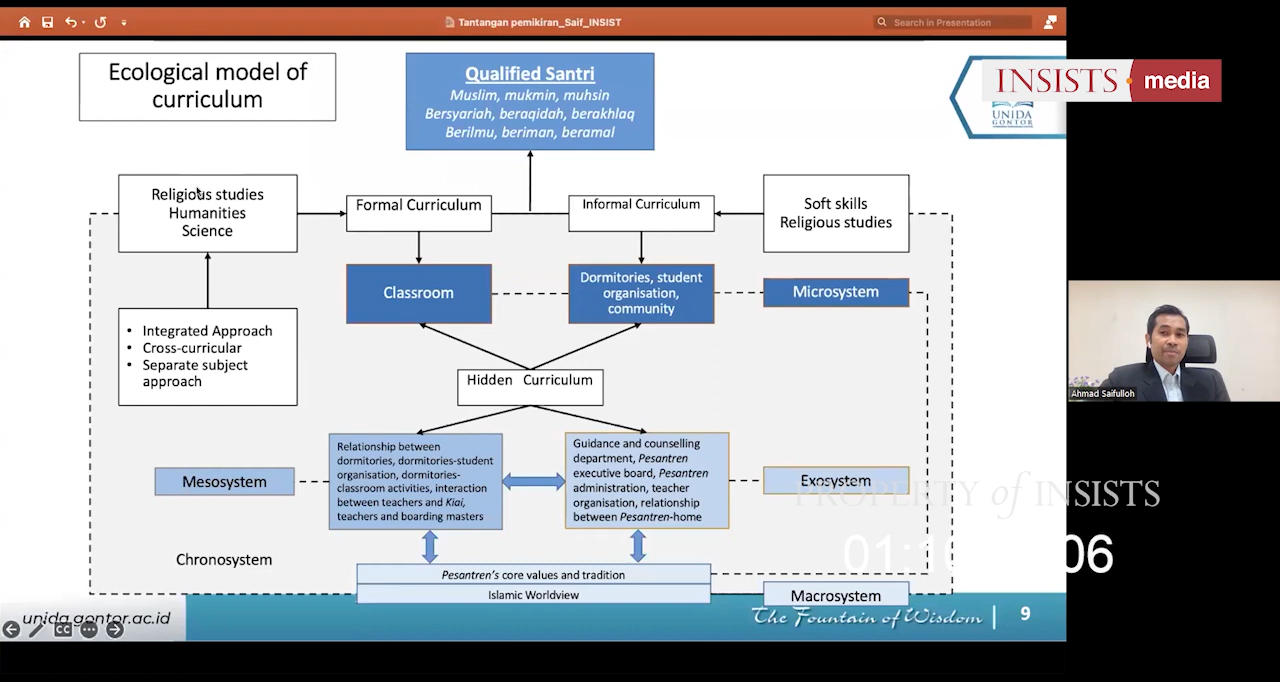 Tantangan pemikiran_Saif_INSIST
Search in Presentation
Ecological model of
curriculum
Qualified Santri
Muslim, mukmin, muhsin
Bersyariah, beraqidah, berakhlaq
Berilmu, beriman, beramal
INSISTS media
UNIDA
GONTOR
Religious studies
Humanities
Science
Formal Curriculum
Informal Curriculum
Soft skills
Religious studies
Classroom
Dormitories, student
organisation,
community
Microsystem
• Integrated Approach
• Cross-curricular
• Separate subject
approach
Hidden Curriculum
Ahmad Saifulloh
Mesosystem
Relationship between
dormitories, dormitories-student
organisation, dormitories-
classroom activities, interaction
between teachers and Kiai,
teachers and boarding masters
Guidance and counselling
department, Pesantren
executive board, Pesantren
administration, teacher
organisation, relationship
between Pesantren-home
Exosystem
PROPERTY of INSISTS
Chronosystem
Pesantren's core values and tradition
Islamic Worldview
Macrosystem
unida.gontor.ac.id
The Fountain of Wisdom
9
CC